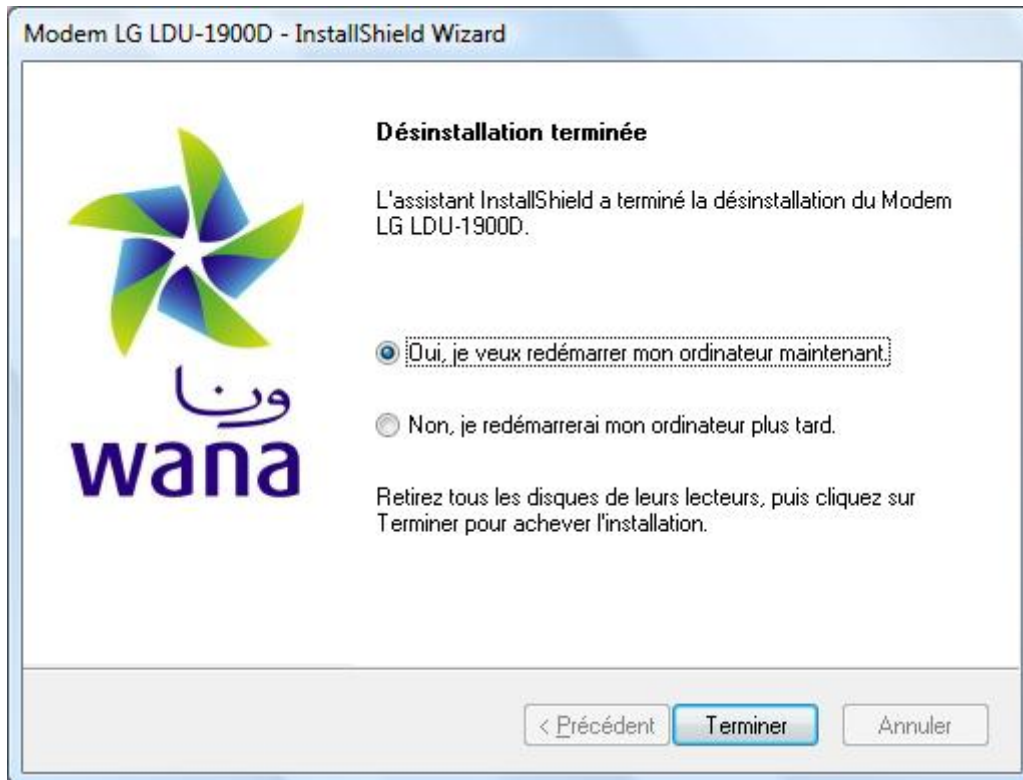 Modem LG LDU-1900D - InstallShield Wizard
Désinstallation terminée
L'assistant InstallShield a terminé la désinstallation du Modem
LG LDU-1900D.
Oui, je veux redémarrer mon ordinateur maintenant.
Non, je redémarrerai mon ordinateur plus tard.
Retirez tous les disques de leurs lecteurs, puis cliquez sur
Terminer pour achever l'installation.
ونا
wana
< Précédent
Terminer
Annuler